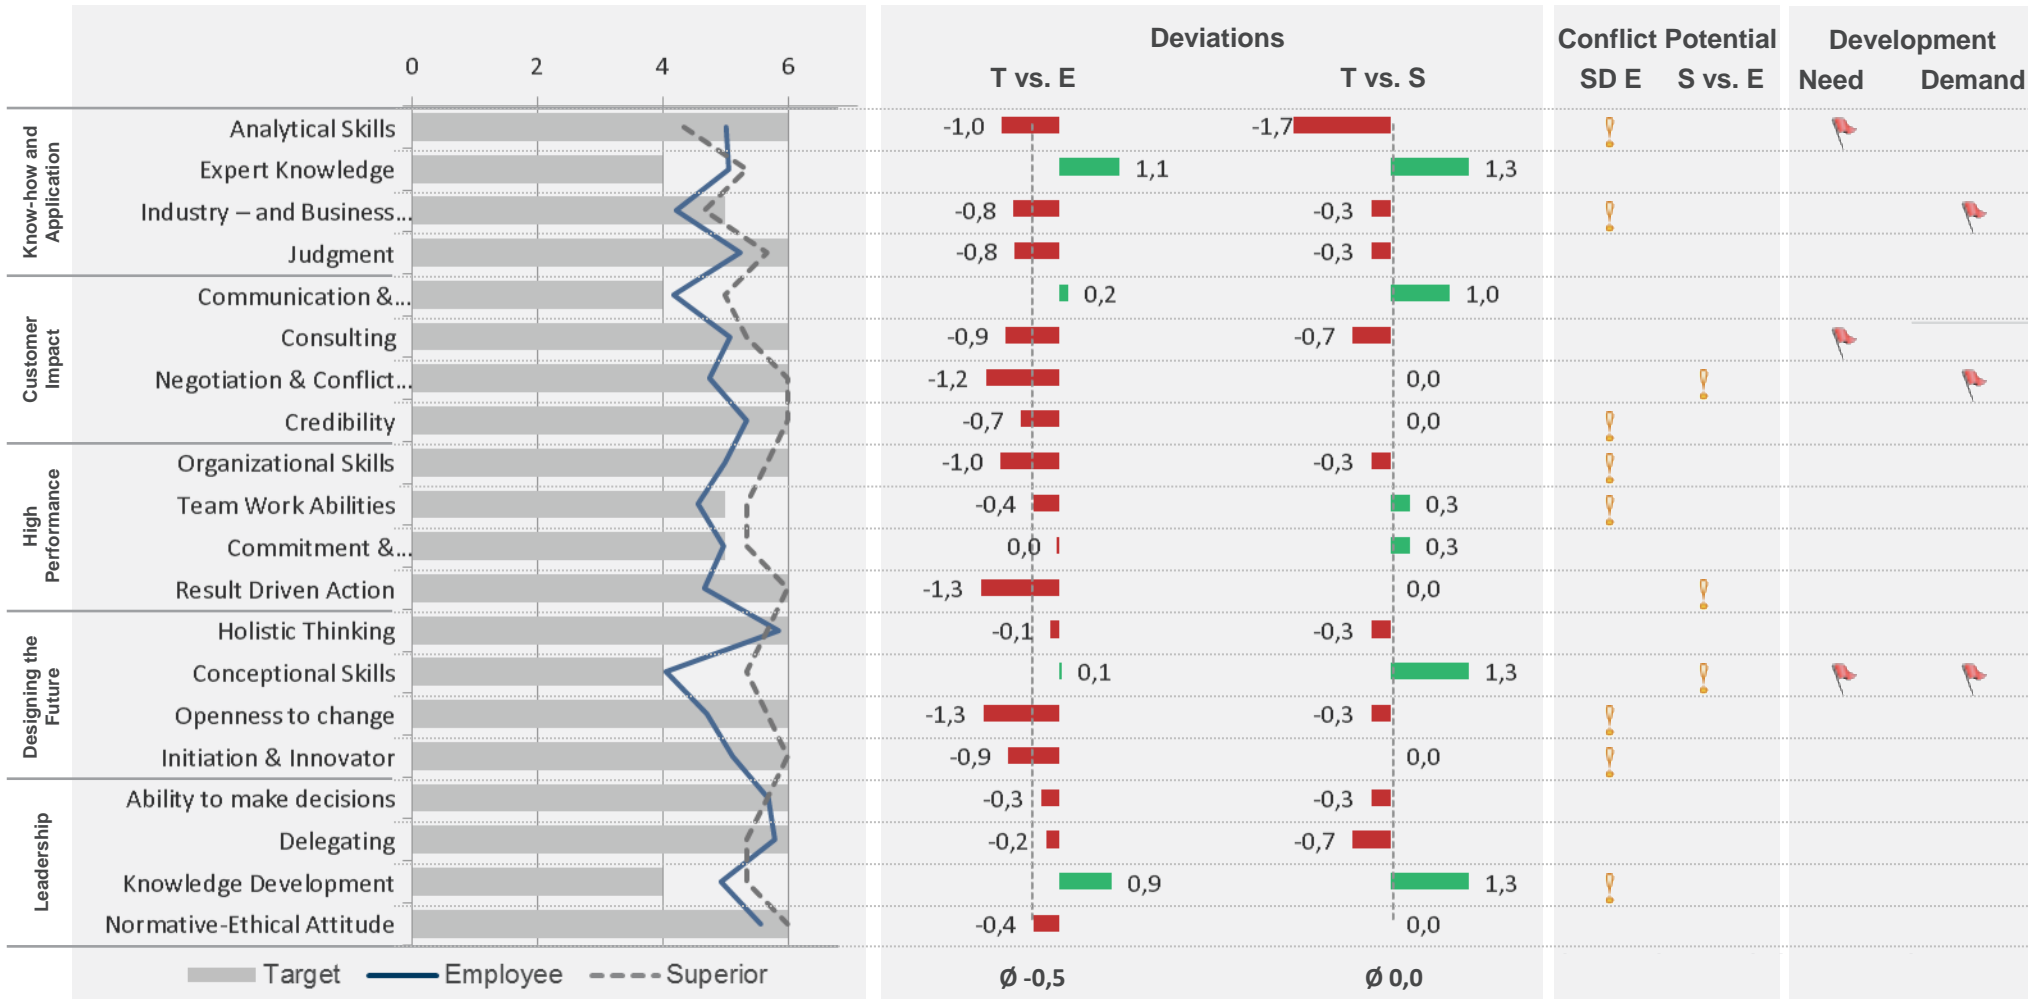 Deviations
Conflict Potential
Development
0 2 4 6
T vs. E
T vs. S
SD E
S vs. E
Need
Demand
Know-how and
Application
Analytical Skills -1,0 -1,7
Expert Knowledge 1,1 1,3
Industry – and Business... -0,8 -0,3
Judgment -0,8 -0,3
Customer
Impact
Communication &... 0,2 1,0
Consulting -0,9 -0,7
Negotiation & Conflict... -1,2 0,0
Credibility -0,7 0,0
High
Performance
Organizational Skills -1,0 -0,3
Team Work Abilities -0,4 0,3
Commitment &... 0,0 0,3
Result Driven Action -1,3 0,0
Designing the
Future
Holistic Thinking -0,1 -0,3
Conceptional Skills 0,1 1,3
Openness to change -1,3 -0,3
Initiation & Innovator -0,9 0,0
Leadership
Ability to make decisions -0,3 -0,3
Delegating -0,2 -0,7
Knowledge Development 0,9 1,3
Normative-Ethical Attitude -0,4 0,0
Target Employee Superior
Ø -0,5
Ø 0,0